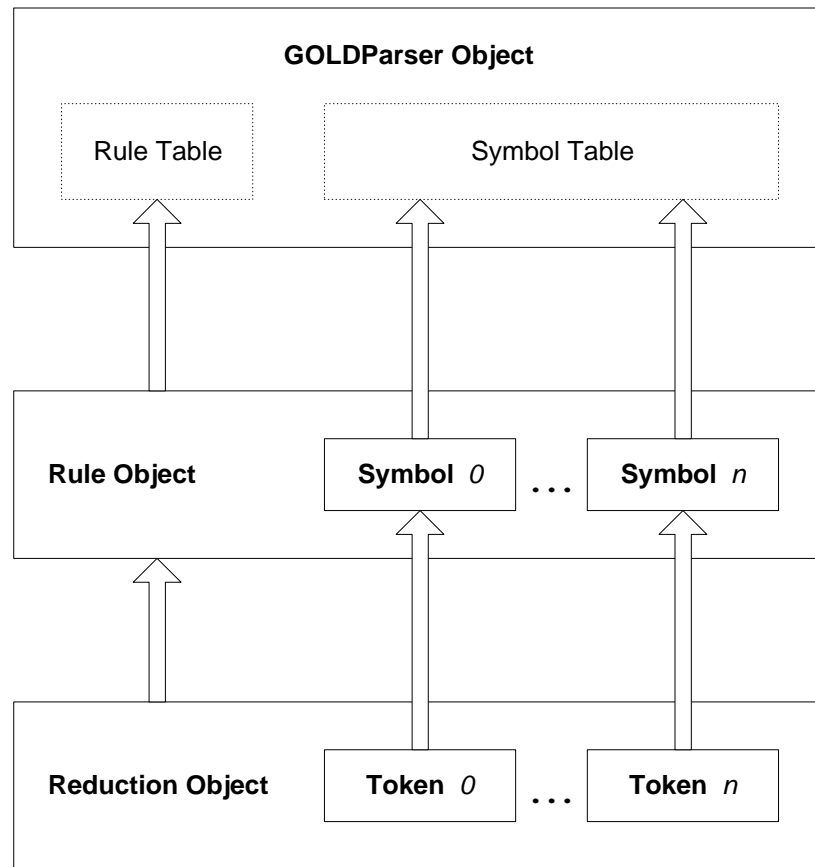 GOLDParser Object
Rule Table
Symbol Table
Rule Object
Symbol 0
...
Symbol n
Reduction Object
Token 0
...
Token n